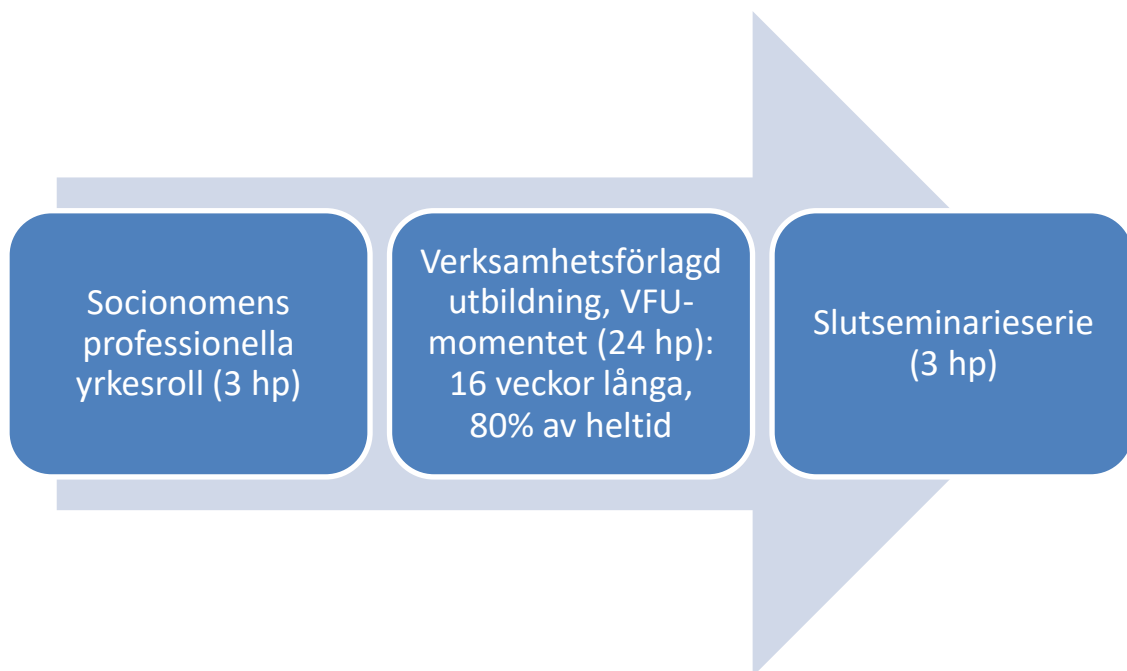 Socionomens
professionella
yrkesroll (3 hp)
Verksamhetsförlagd
utbildning, VFU-
momentet (24 hp):
16 veckor långa,
80% av heltid
Slutseminarieserie
(3 hp)